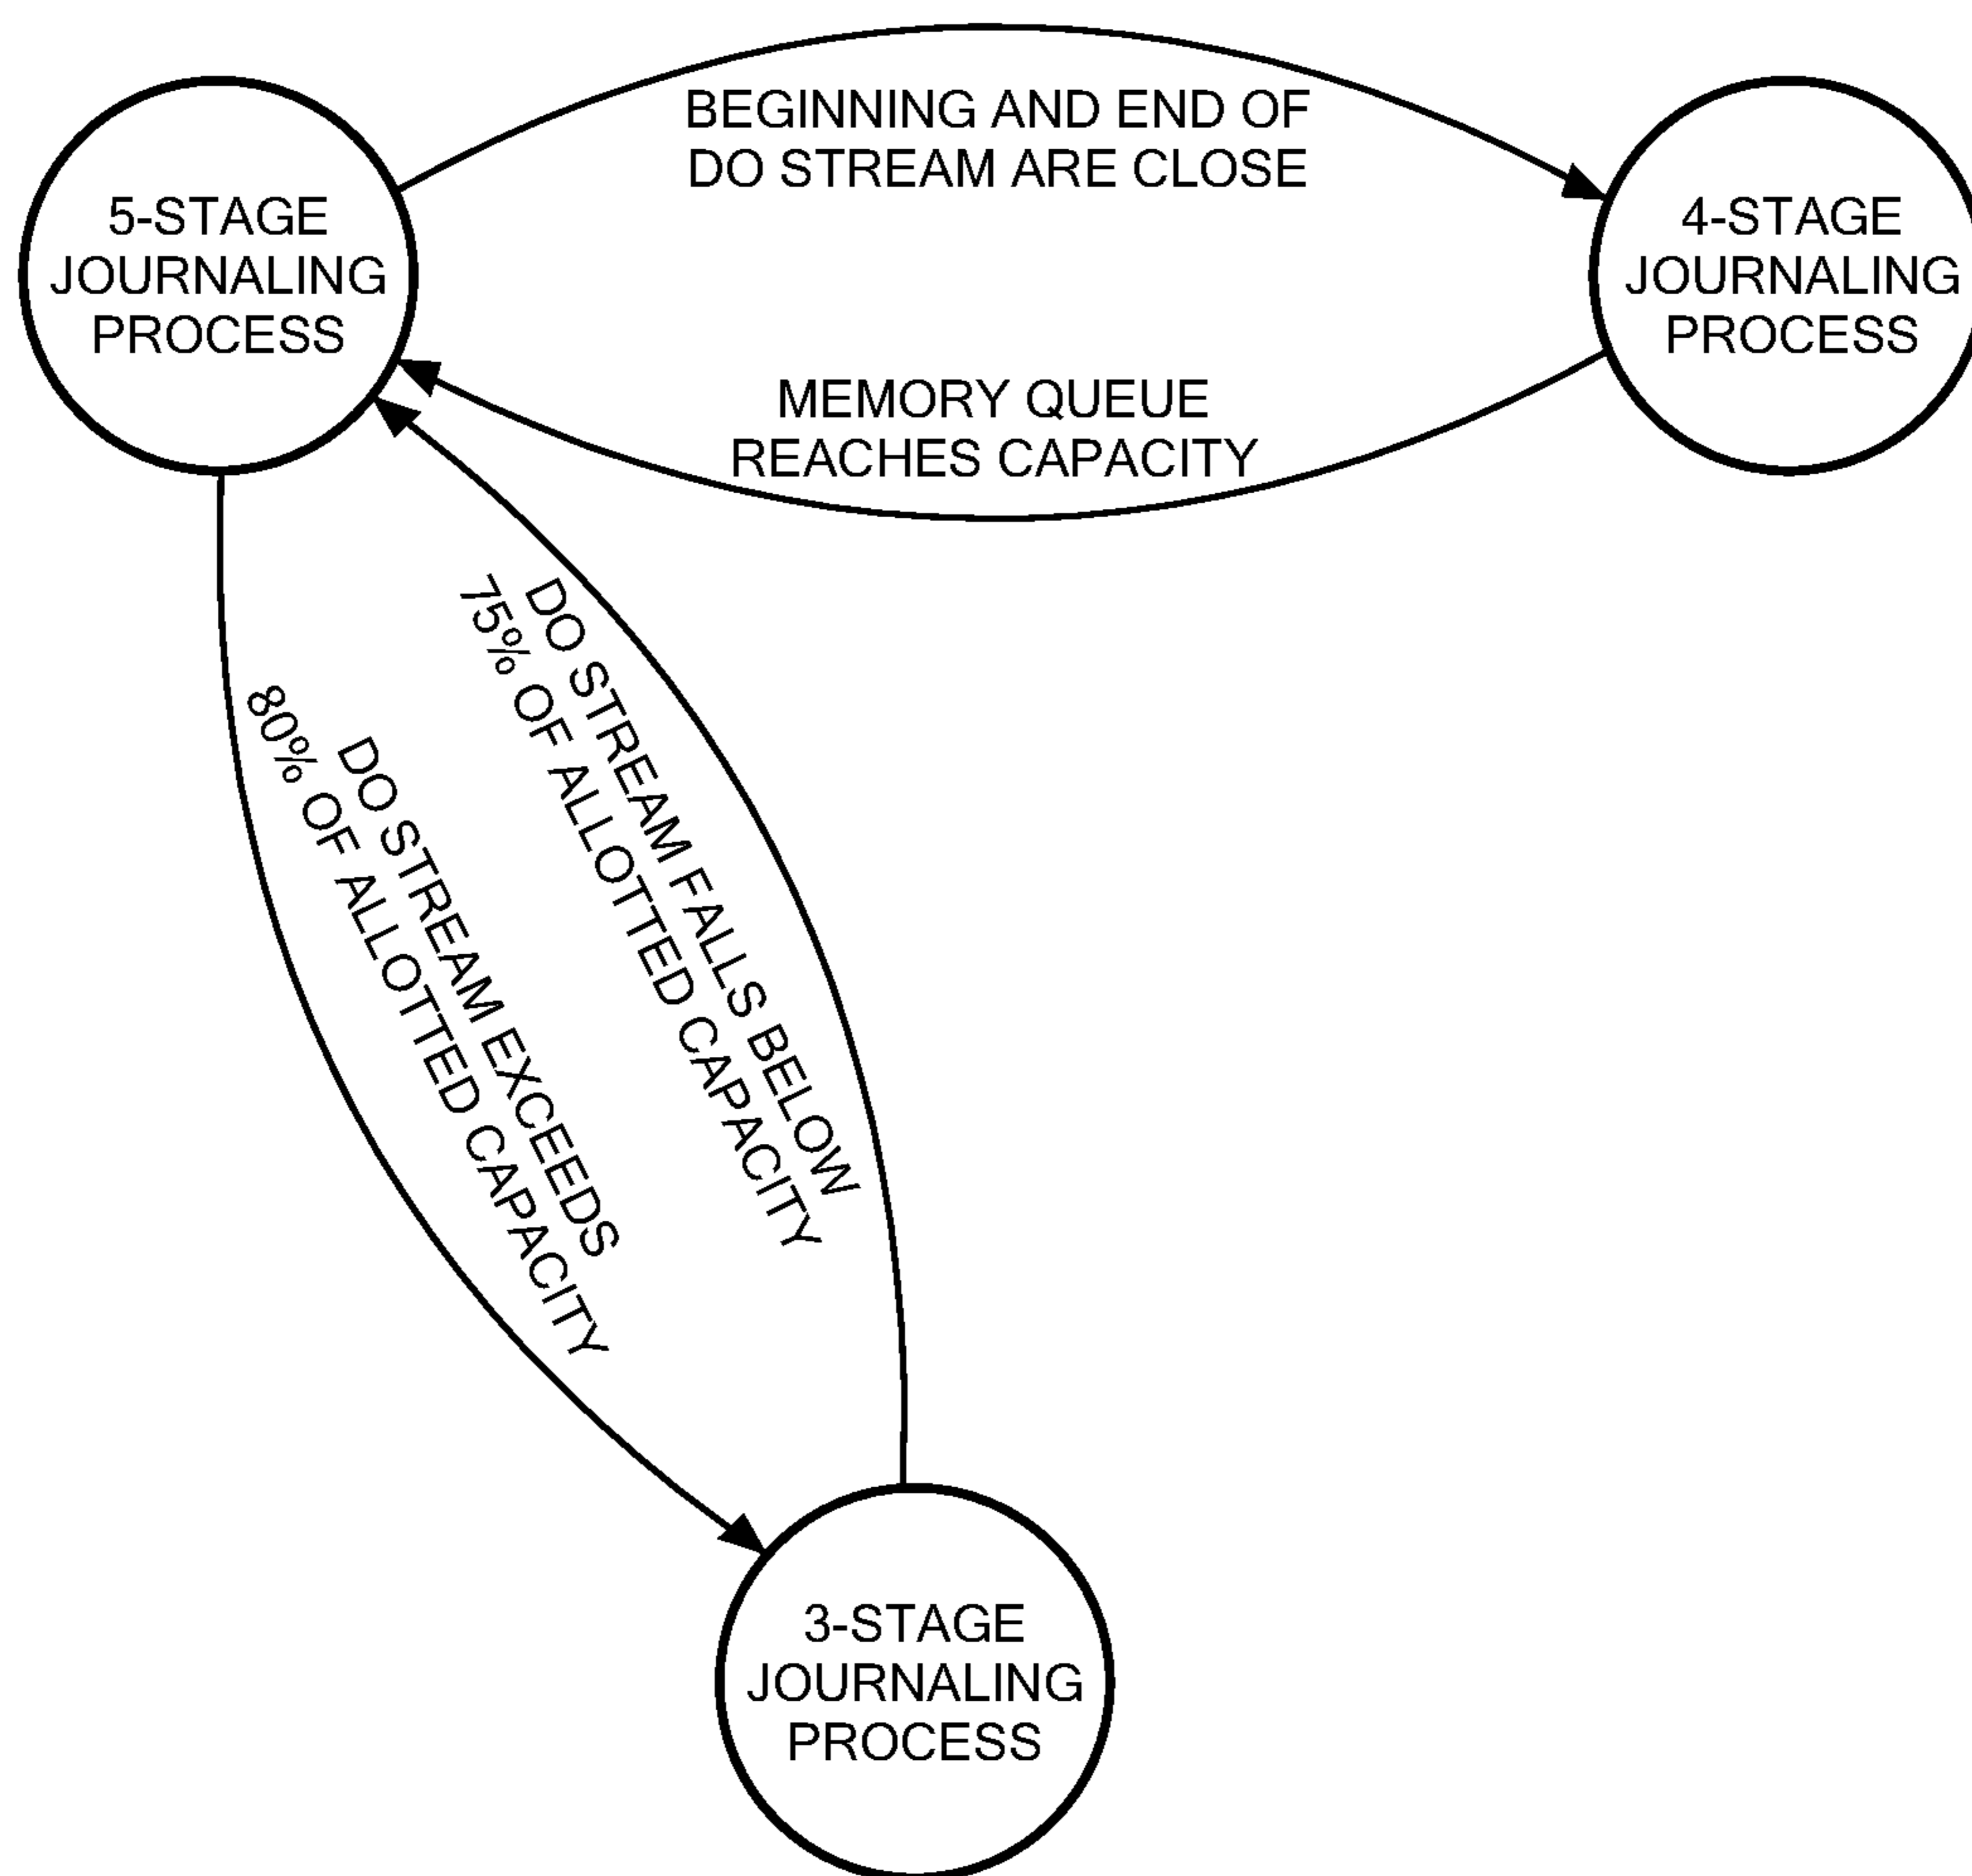 BEGINNING AND END OF
DO STREAM ARE CLOSE
5-STAGE
JOURNALING
PROCESS
4-STAGE
JOURNALING
PROCESS
MEMORY QUEUE
REACHES CAPACITY
DO STREAM FALLS BELOW
75% OF ALLOTTED CAPACITY
DO STREAM EXCEEDS
80% OF ALLOTTED CAPACITY
3-STAGE
JOURNALING
PROCESS